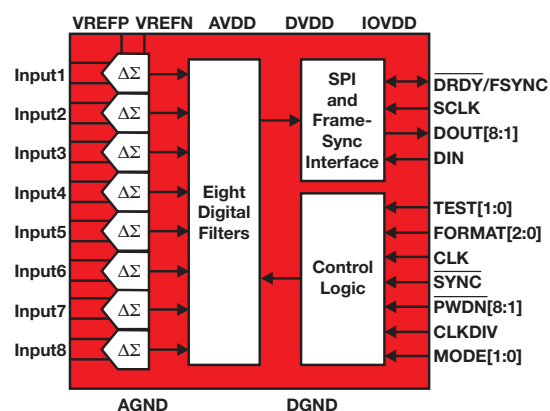 VREFP VREFN AVDD DVDD IOVDD
Input1
Input2
Input3
Input4
Input5
Input6
Input7
Input8
ΔΣ
ΔΣ
ΔΣ
ΔΣ
ΔΣ
ΔΣ
ΔΣ
ΔΣ
Eight
Digital
Filters
SPI
and
Frame-
Sync
Interface
Control
Logic
DRDY/FSYNC
SCLK
DOUT[8:1]
DIN
TEST[1:0]
FORMAT[2:0]
CLK
SYNC
PWDN[8:1]
CLKDIV
MODE[1:0]
AGND DGND